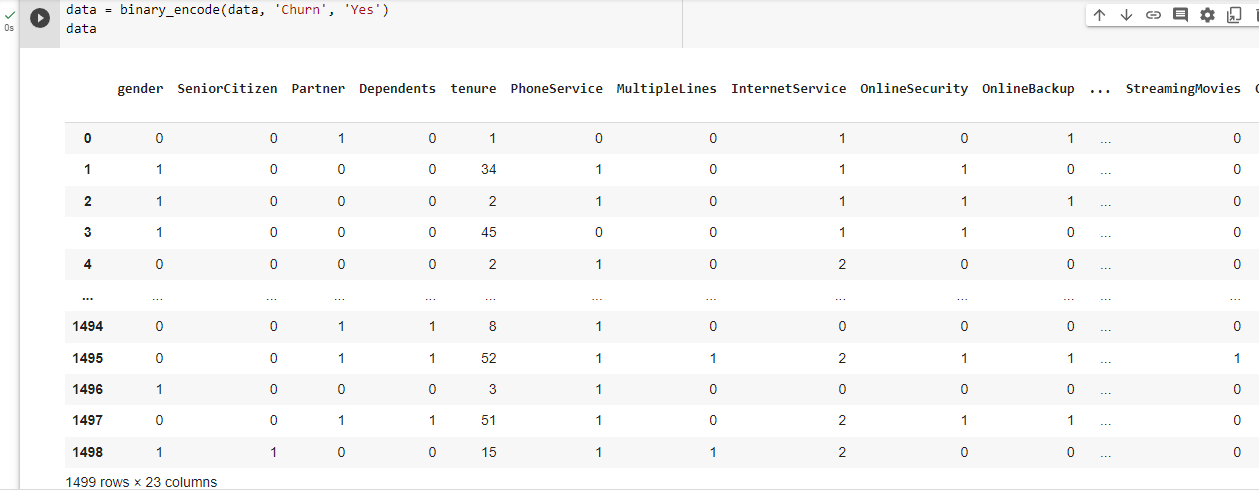 data = binary_encode(data, 'Churn', 'Yes')
0s
data
gender SeniorCitizen Partner Dependents tenure PhoneService MultipleLines InternetService OnlineSecurity OnlineBackup ... StreamingMovies
0 0 0 1 0 1 0 0 1 0 1 ... 0
1 1 0 0 0 34 1 0 1 1 0 ... 0
2 1 0 0 0 2 1 0 1 1 1 ... 0
3 1 0 0 0 45 0 0 1 1 0 ... 0
4 0 0 0 0 2 1 0 2 0 0 ... 0
... ... ... ... ... ... ... ... ... ... ... ... ...
1494 0 0 1 1 8 1 0 0 0 0 ... 0
1495 0 0 1 1 52 1 1 2 1 1 ... 1
1496 1 0 0 0 3 1 0 0 0 0 ... 0
1497 0 0 1 1 51 1 0 2 1 1 ... 0
1498 1 1 0 0 15 1 1 2 0 0 ... 0
1499 rows × 23 columns